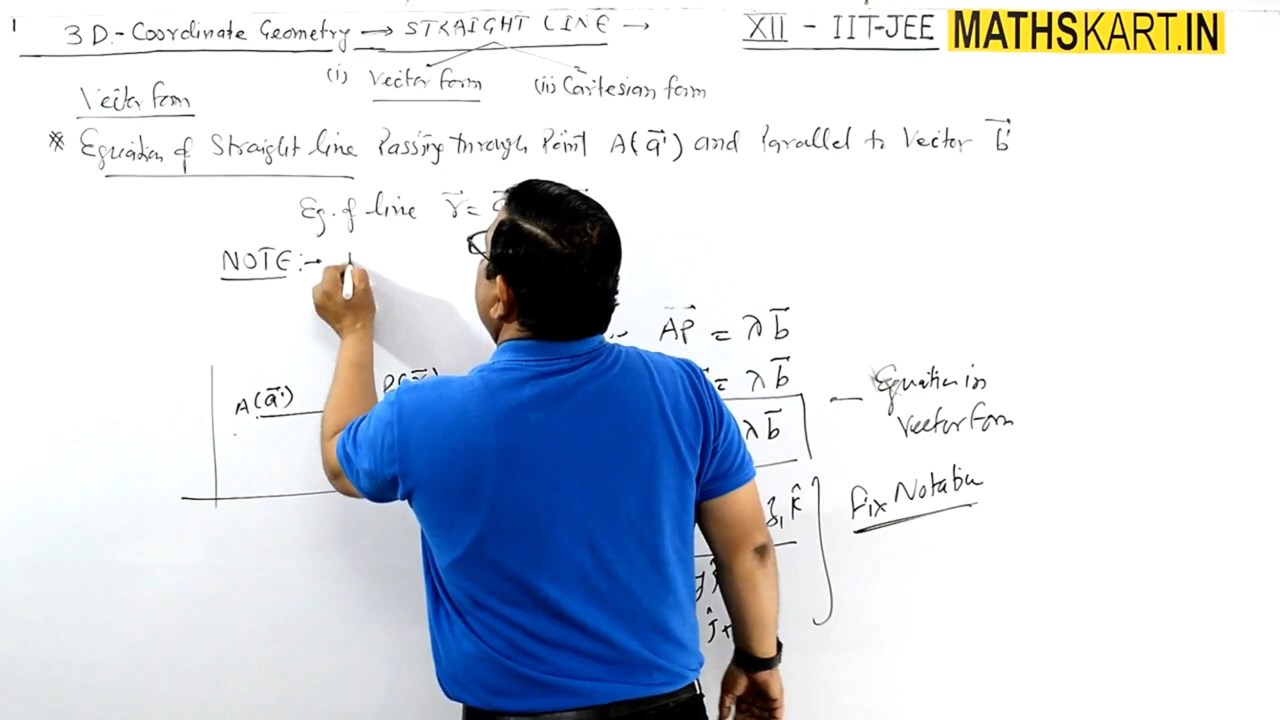 1
3D.-Coordinate Geometry → STRAIGHT LINE →
XII - IIT-JEE MATHSKART.IN
(i) Vector form (ii) Cartesian form
Vector form
* Equation of Straight line Passing through Point A(a⃗) and Parallel to Vector b⃗
Eq. of line r⃗ =
NOTE:→
AP⃗ = λb⃗
= λb⃗
λb⃗
A(a⃗)
Equation in
Vector form
z₁k̂
Fix Notation
ĵ+